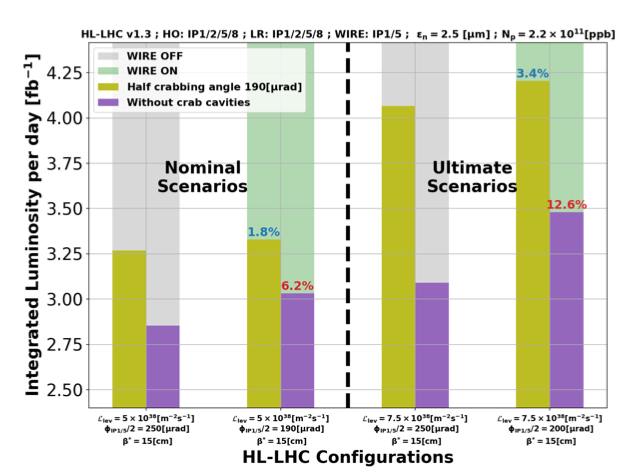 HL-LHC v1.3 ; HO: IP1/2/5/8 ; LR: IP1/2/5/8 ; WIRE: IP1/5 ; εₙ = 2.5 [μm] ; Nₚ = 2.2 × 10¹¹[ppb]
WIRE OFF
WIRE ON
Half crabbing angle 190[μrad]
Without crab cavities
Integrated Luminosity per day [fb⁻¹]
4.25
4.00
3.75
3.50
3.25
3.00
2.75
2.50
Nominal
Scenarios
Ultimate
Scenarios
1.8%
6.2%
3.4%
12.6%
ℒlev = 5 × 10³⁸[m⁻²s⁻¹]
ϕIP1/5/2 = 250[μrad]
β* = 15[cm]
ℒlev = 5 × 10³⁸[m⁻²s⁻¹]
ϕIP1/5/2 = 190[μrad]
β* = 15[cm]
ℒlev = 7.5 × 10³⁸[m⁻²s⁻¹]
ϕIP1/5/2 = 250[μrad]
β* = 15[cm]
ℒlev = 7.5 × 10³⁸[m⁻²s⁻¹]
ϕIP1/5/2 = 200[μrad]
β* = 15[cm]
HL-LHC Configurations